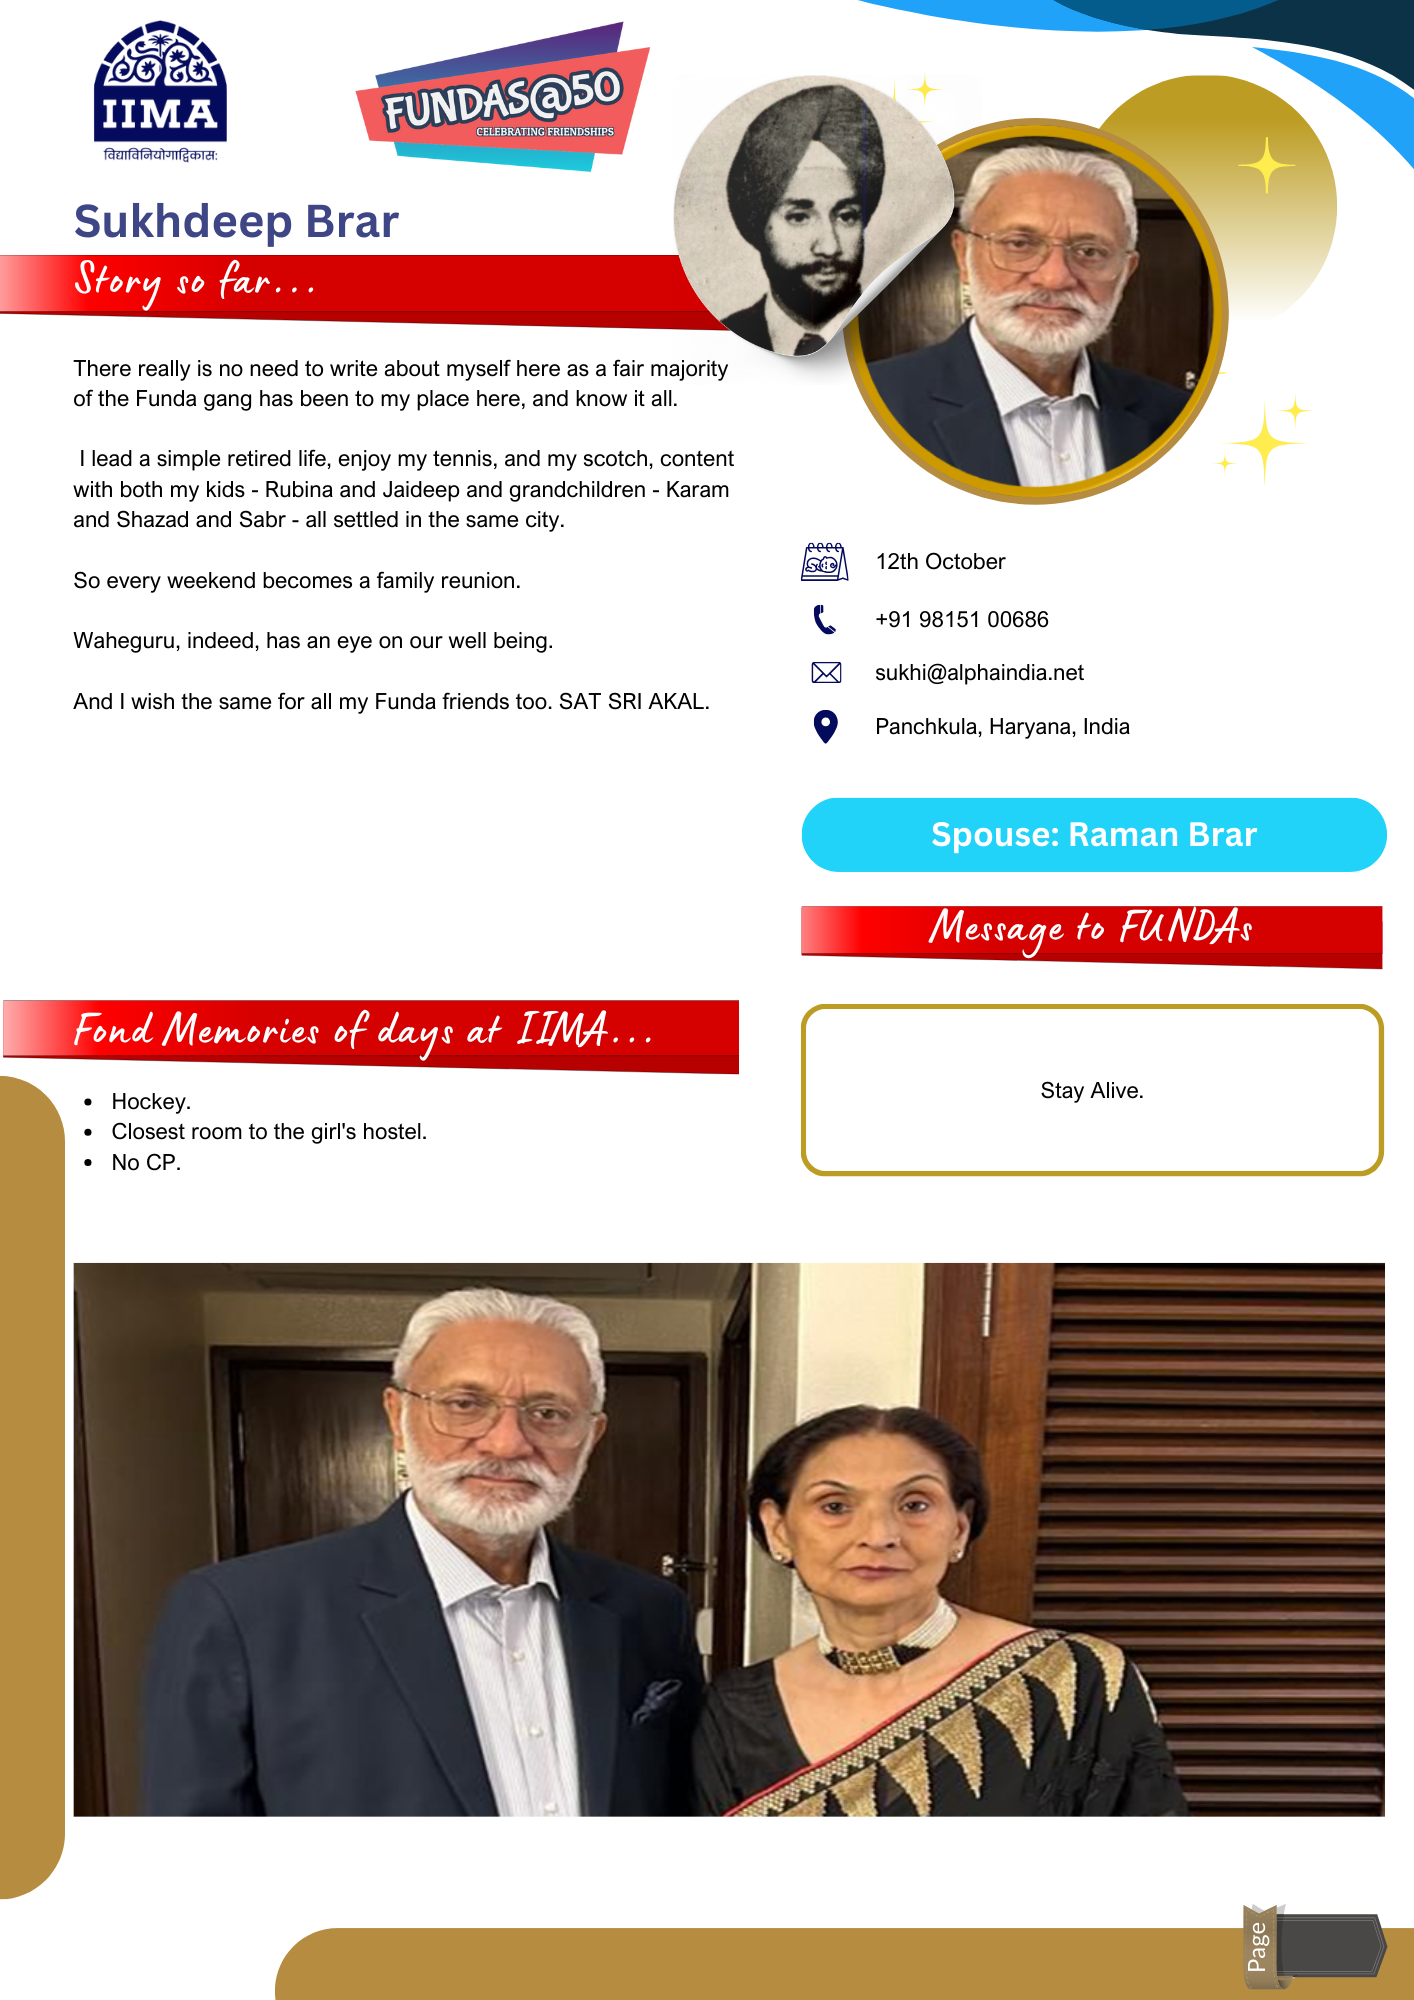 IIMA
विद्याविनियोगाद्विकासः
FUNDAS@50
CELEBRATING FRIENDSHIPS
Sukhdeep Brar
Story so far...
There really is no need to write about myself here as a fair majority
of the Funda gang has been to my place here, and know it all.
I lead a simple retired life, enjoy my tennis, and my scotch, content
with both my kids - Rubina and Jaideep and grandchildren - Karam
and Shazad and Sabr - all settled in the same city.
So every weekend becomes a family reunion.
Waheguru, indeed, has an eye on our well being.
And I wish the same for all my Funda friends too. SAT SRI AKAL.
12th October
+91 98151 00686
sukhi@alphaindia.net
Panchkula, Haryana, India
Spouse: Raman Brar
Message to FUNDAs
Stay Alive.
Fond Memories of days at IIMA...
• Hockey.
• Closest room to the girl's hostel.
• No CP.
Page